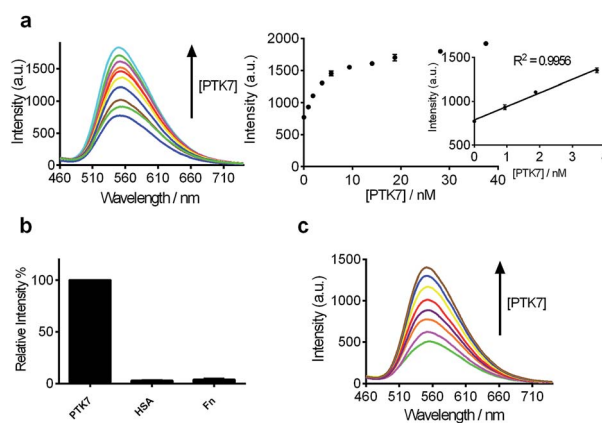 a
Intensity (a.u.)
1500
1000
500
0
460 510 560 610 660 710
Wavelength / nm
[PTK7]
Intensity (a.u.)
2000
1500
1000
500
0
0 10 20 30 40
[PTK7] / nM
R² = 0.9956
Intensity (a.u.)
1500
1000
500
0 1 2 3
[PTK7] / nM
b
Relative Intensity %
100
50
0
PTK7
HSA
Fn
c
Intensity (a.u.)
1500
1000
500
0
460 510 560 610 660 710
Wavelength / nm
[PTK7]